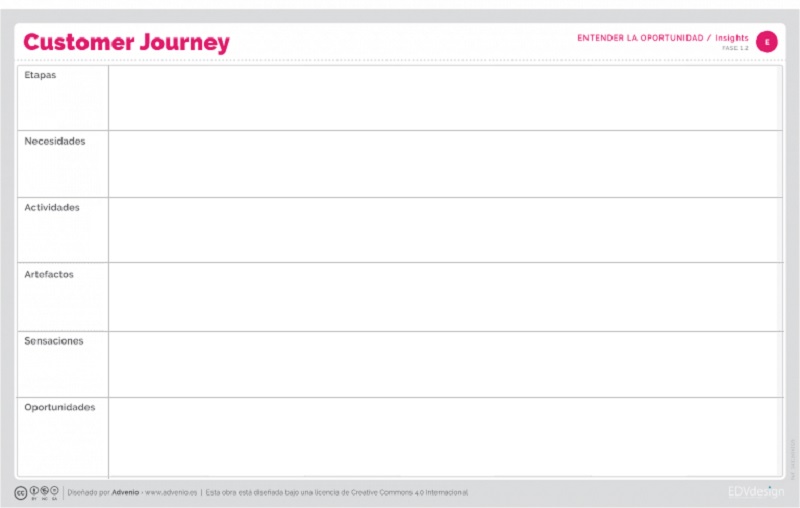 Customer Journey
ENTENDER LA OPORTUNIDAD / Insights
FASE 1.2
E
Etapas
Necesidades
Actividades
Artefactos
Sensaciones
Oportunidades
cc
Diseñado por Advenio - www.advenio.es | Esta obra está diseñada bajo una licencia de Creative Commons 4.0 Internacional
EDVdesign